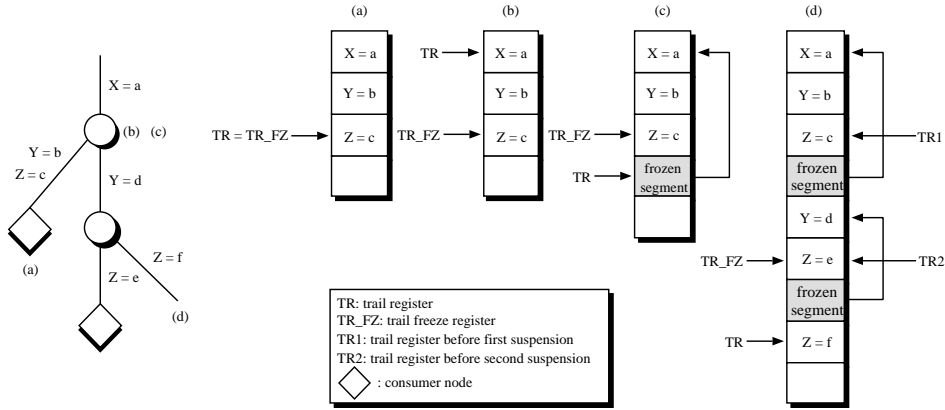 X = a
(b) (c)
Y = b
Z = c
Y = d
(a)
Z = f
Z = e
(d)
(a)
X = a
Y = b
TR = TR_FZ
Z = c
(b)
TR
X = a
Y = b
TR_FZ
Z = c
(c)
X = a
Y = b
TR_FZ
Z = c
TR
frozen
segment
(d)
X = a
Y = b
Z = c
TR1
frozen
segment
Y = d
TR_FZ
Z = e
TR2
frozen
segment
TR
Z = f
TR: trail register
TR_FZ: trail freeze register
TR1: trail register before first suspension
TR2: trail register before second suspension
: consumer node